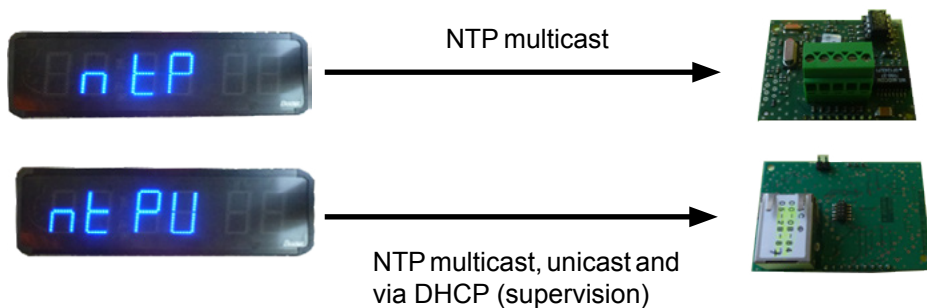 NTP multicast
ntP
ntPU
NTP multicast, unicast and
via DHCP (supervision)